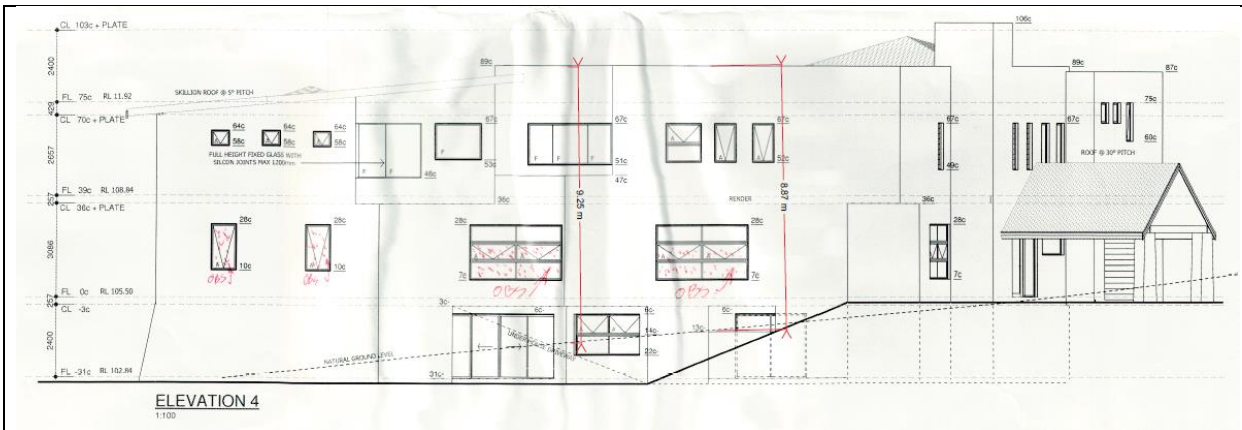 CL 103c + PLATE
106c
2400
89c
89c
87c
SKILLION ROOF @ 5° PITCH
FL 75c RL 11.92
75c
429
CL 70c + PLATE
64c
64c
64c
67c
67c
67c
67c
67c
58c
58c
58c
60c
FULL HEIGHT FIXED GLASS WITH
SILCON JOINTS MAX 1200mm
A
A
A
A
A
A
F
F
F
F
F
F
2657
53c
51c
52c
49c
ROOF @ 30° PITCH
46c
47c
257
FL 39c RL 108.84
9.25 m
8.87 m
RENDER
CL 36c + PLATE
36c
36c
28c
28c
28c
28c
28c
3086
10c
10c
7c
7c
7c
OBS
OBS
OBS
OBS
FL 0c RL 105.50
257
CL -3c
3c
6c
6c
6c
13c
14c
2400
22c
NATURAL GROUND LEVEL
FL -31c RL 102.84
31c
ELEVATION 4
1:100